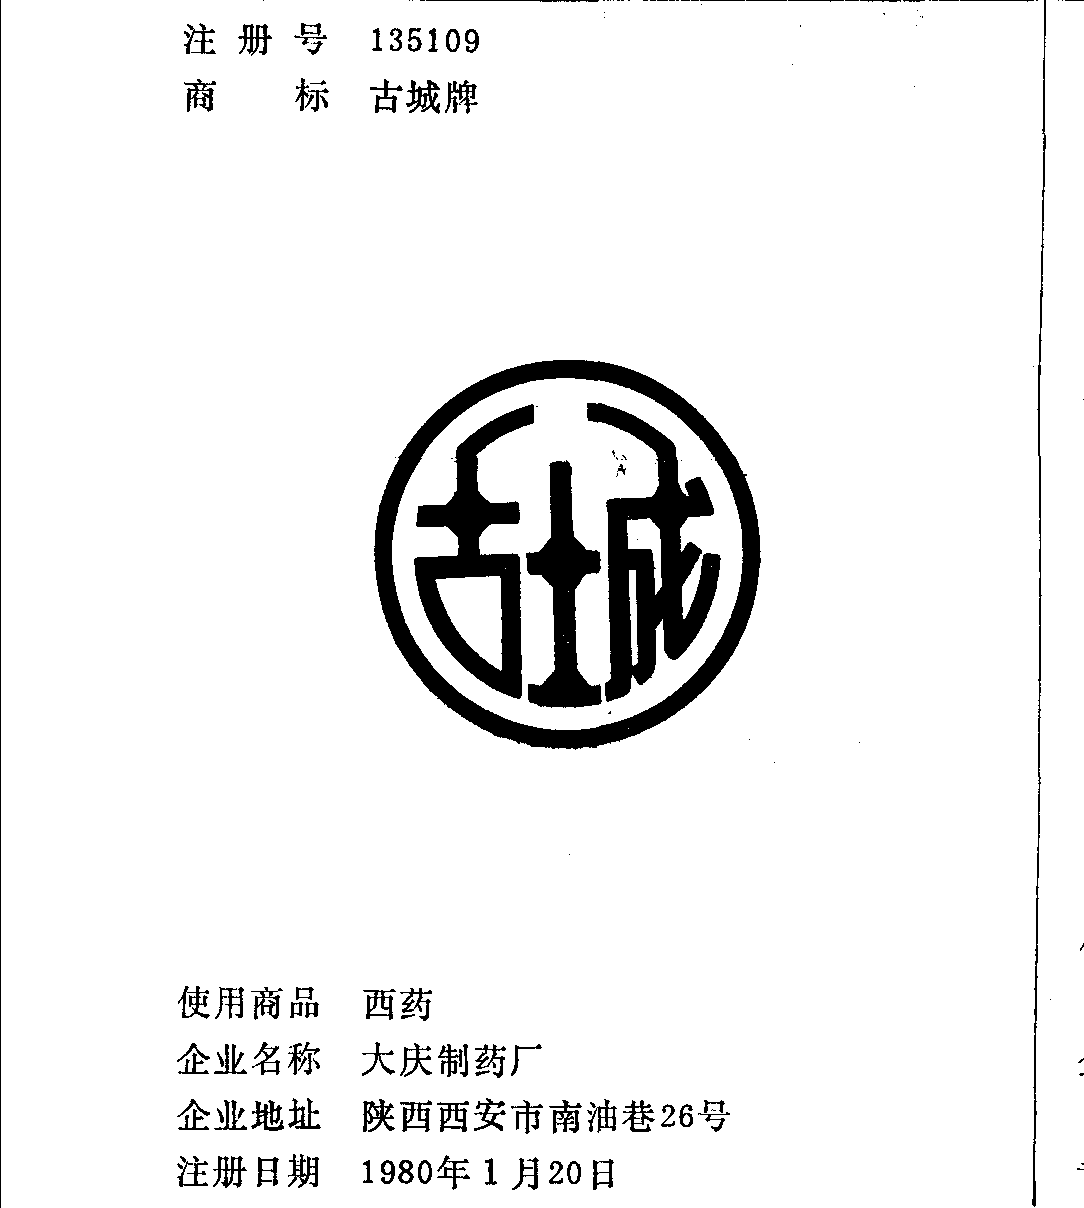 注册号 135109
商标 古城牌
古城
使用商品 西药
企业名称 大庆制药厂
企业地址 陕西西安市南油巷26号
注册日期 1980年1月20日